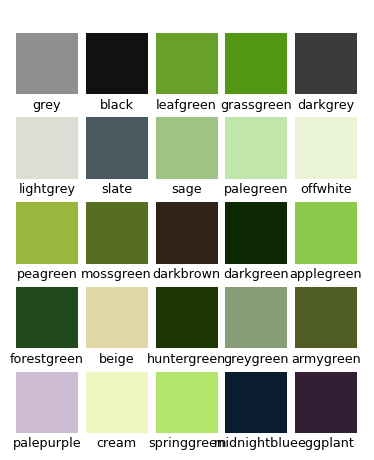 grey black leafgreen grassgreen darkgrey
lightgrey slate sage palegreen offwhite
peagreen mossgreen darkbrown darkgreen applegreen
forestgreen beige huntergreen greygreen armygreen
palepurple cream springgreen midnightblue eggplant